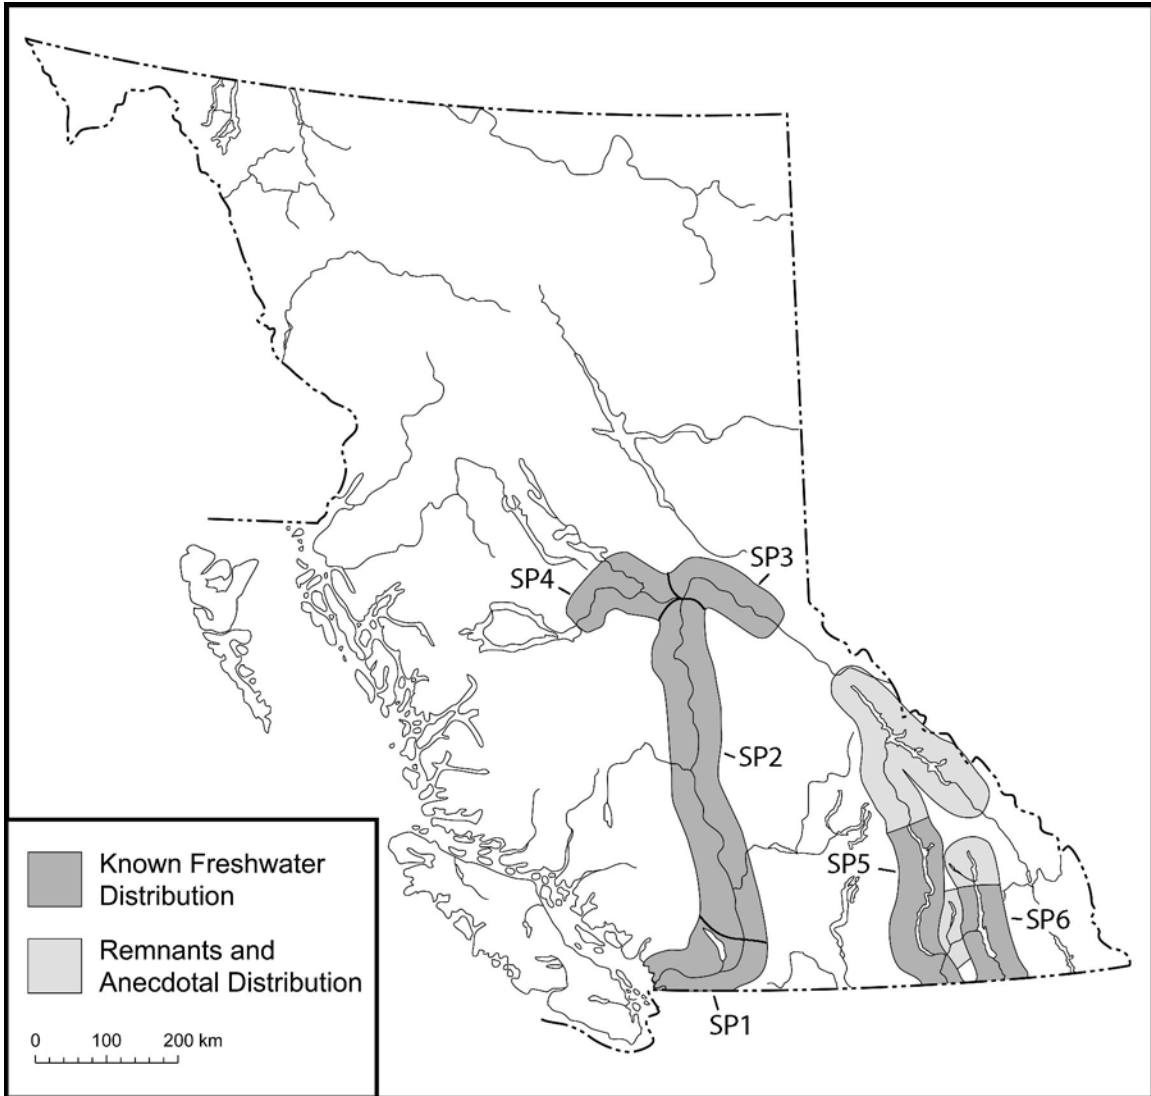 SP3
SP4
SP2
SP5
SP6
SP1
Known Freshwater
Distribution
Remnants and
Anecdotal Distribution
0 100 200 km